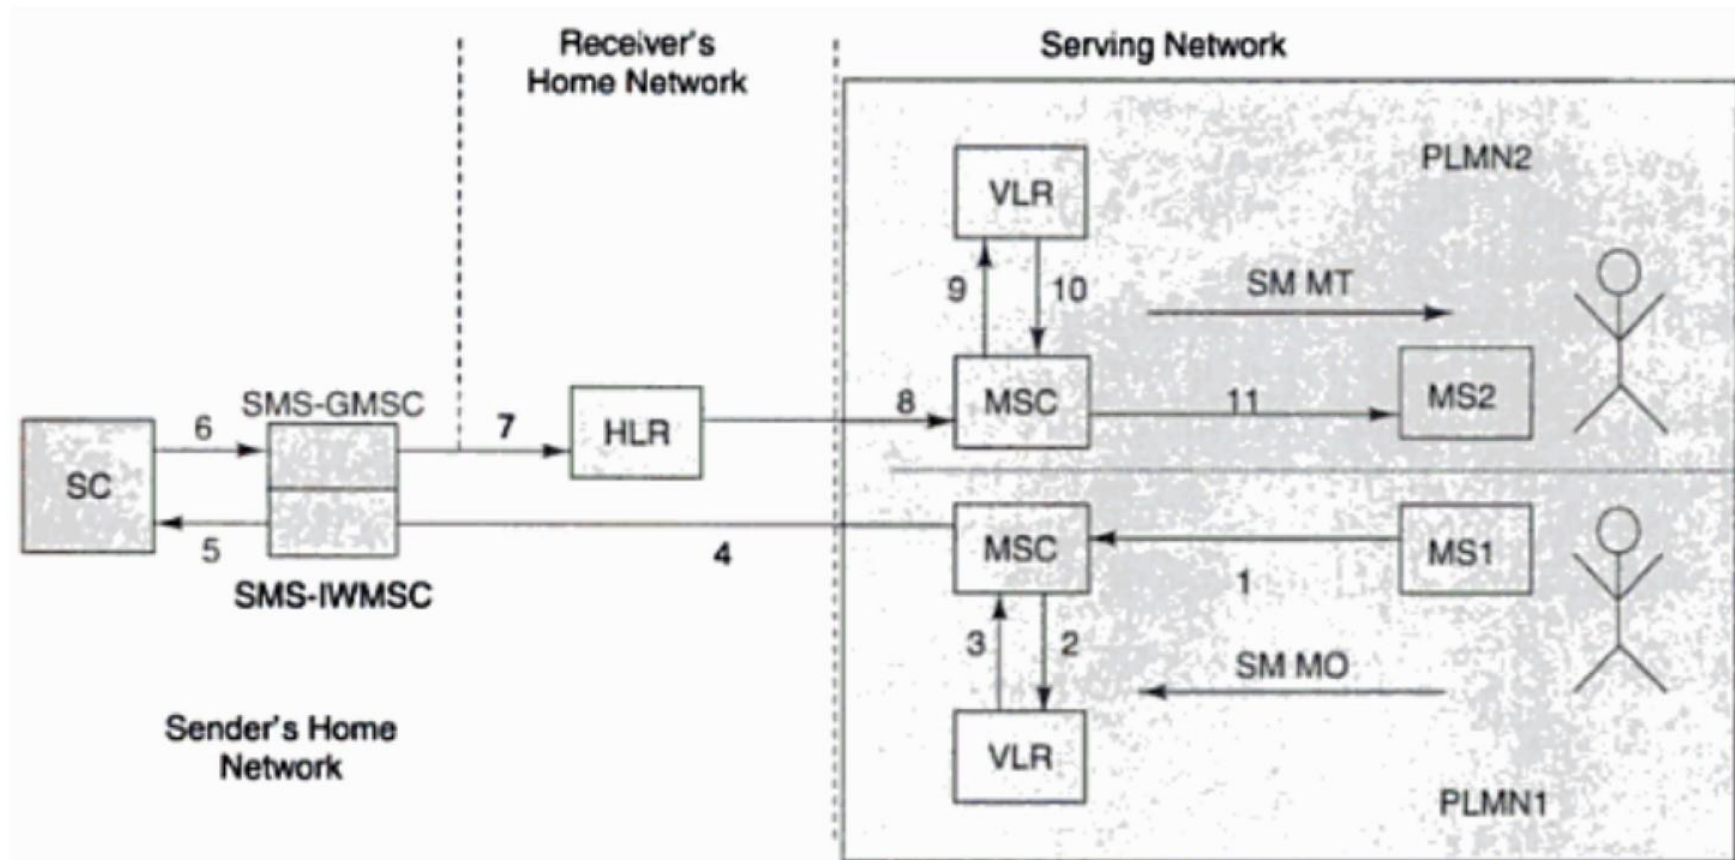 Receiver's
Home Network
Serving Network
PLMN2
VLR
9
10
SM MT
SMS-GMSC
6
7
HLR
8
MSC
11
MS2
SC
5
4
MSC
1
MS1
SMS-IWMSC
3
2
SM MO
Sender's Home
Network
VLR
PLMN1